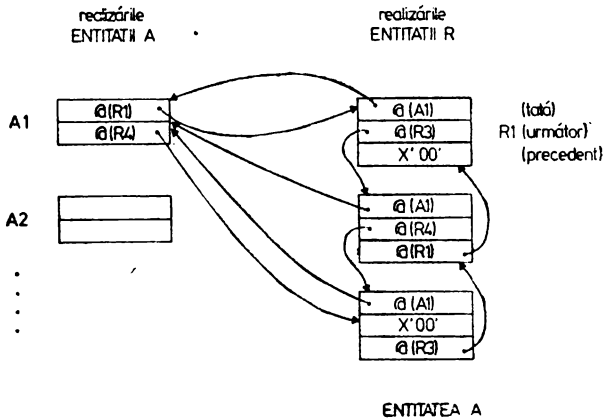 realizările
ENTITATII A
realizările
ENTITATII R
A1
@(R1)
@(R4)
@(A1)
@(R3)
X'00'
(tată)
R1 (următor)
(precedent)
A2
@(A1)
@(R4)
@(R1)
@(A1)
X'00'
@(R3)
ENTITATEA A